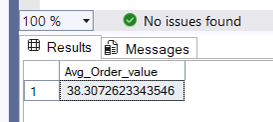 100 %
No issues found
Results
Messages
Avg_Order_value
1
38.3072623343546